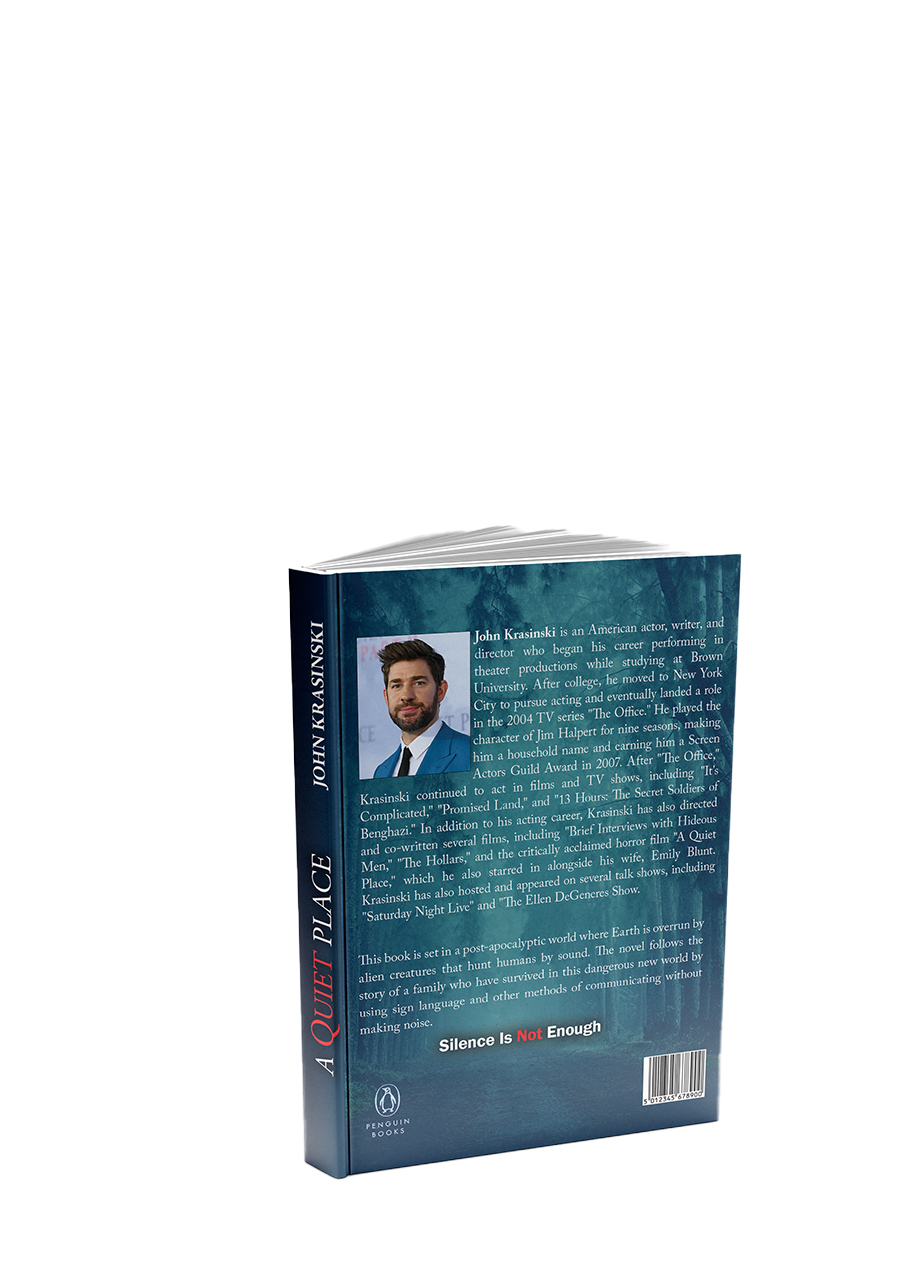 JOHN KRASINSKI
A QUIET PLACE
John Krasinski is an American actor, writer, and
director who began his career performing in
theater productions while studying at Brown
University. After college, he moved to New York
City to pursue acting and eventually landed a role
in the 2004 TV series "The Office." He played the
character of Jim Halpert for nine seasons, making
him a household name and earning him a Screen
Actors Guild Award in 2007. After "The Office,"
Krasinski continued to act in films and TV shows, including "It's
Complicated," "Promised Land," and "13 Hours: The Secret Soldiers of
Benghazi." In addition to his acting career, Krasinski has also directed
and co-written several films, including "Brief Interviews with Hideous
Men," "The Hollars," and the critically acclaimed horror film "A Quiet
Place," which he also starred in alongside his wife, Emily Blunt.
Krasinski has also hosted and appeared on several talk shows, including
"Saturday Night Live" and "The Ellen DeGeneres Show.
This book is set in a post-apocalyptic world where Earth is overrun by
alien creatures that hunt humans by sound. The novel follows the
story of a family who have survived in this dangerous new world by
using sign language and other methods of communicating without
making noise.
Silence Is Not Enough
PENGUIN
BOOKS
5 012345 678900